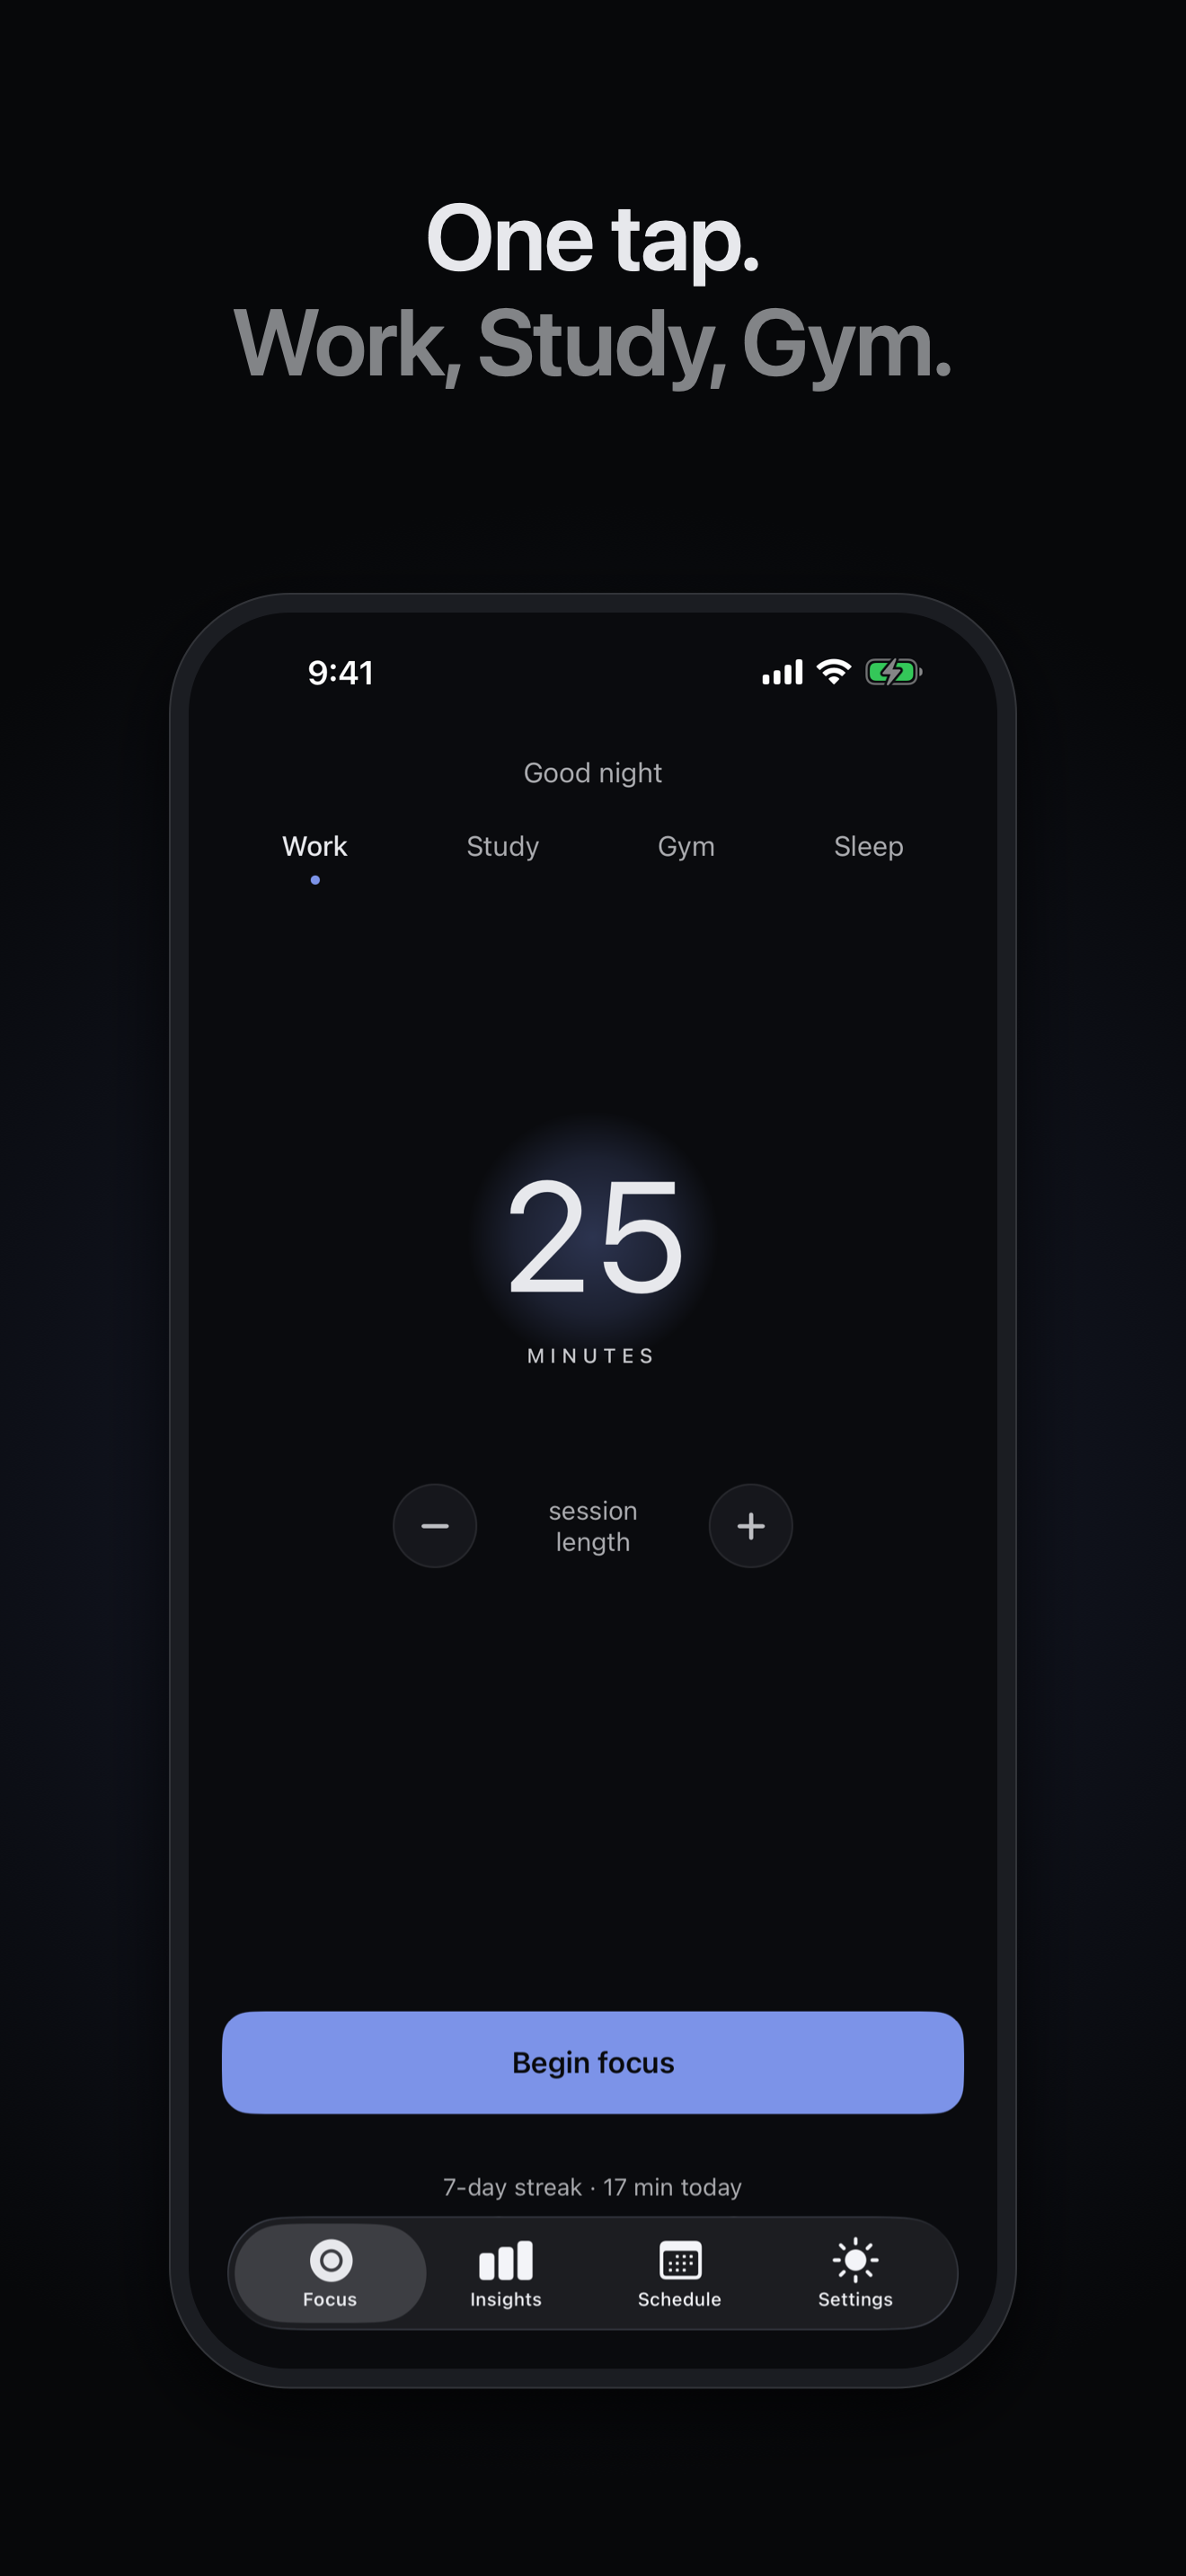 One tap.
Work, Study, Gym.
9:41
Good night
Work Study Gym Sleep
25
MINUTES
session
length
Begin focus
7-day streak · 17 min today
Focus Insights Schedule Settings